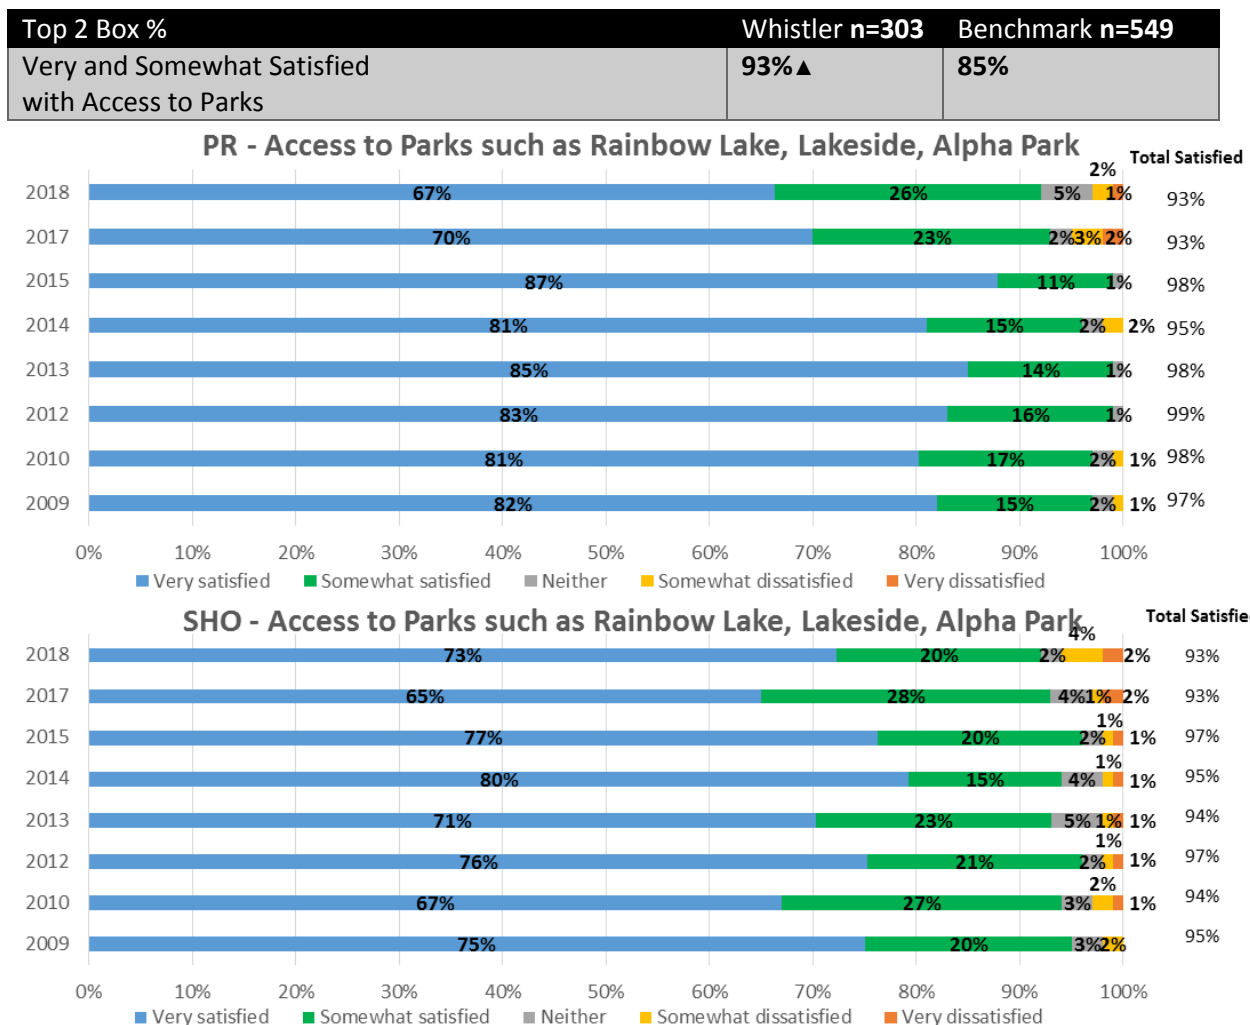 Top 2 Box % Whistler n=303 Benchmark n=549
Very and Somewhat Satisfied 93%▲ 85%
with Access to Parks
PR - Access to Parks such as Rainbow Lake, Lakeside, Alpha Park Total Satisfied
2%
2018 67% 26% 5% 1% 93%
2017 70% 23% 2% 3% 2% 93%
2015 87% 11% 1% 98%
2014 81% 15% 2% 2% 95%
2013 85% 14% 1% 98%
2012 83% 16% 1% 99%
2010 81% 17% 2% 1% 98%
2009 82% 15% 2% 1% 97%
0% 10% 20% 30% 40% 50% 60% 70% 80% 90% 100%
Very satisfied Somewhat satisfied Neither Somewhat dissatisfied Very dissatisfied
SHO - Access to Parks such as Rainbow Lake, Lakeside, Alpha Park Total Satisfie
4%
2018 73% 20% 2% 2% 93%
2017 65% 28% 4% 1% 2% 93%
1%
2015 77% 20% 2% 1% 97%
1%
2014 80% 15% 4% 1% 95%
2013 71% 23% 5% 1% 1% 94%
1%
2012 76% 21% 2% 1% 97%
2%
2010 67% 27% 3% 1% 94%
2009 75% 20% 3% 2% 95%
0% 10% 20% 30% 40% 50% 60% 70% 80% 90% 100%
Very satisfied Somewhat satisfied Neither Somewhat dissatisfied Very dissatisfied